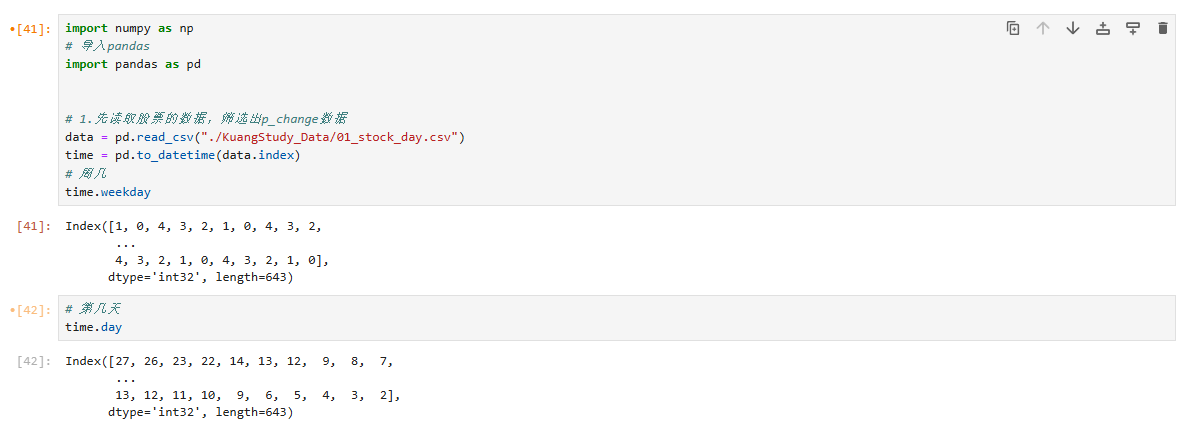 [41]:
import numpy as np
# 导入pandas
import pandas as pd
# 1.先读取股票的数据，筛选出p_change数据
data = pd.read_csv("./KuangStudy_Data/01_stock_day.csv")
time = pd.to_datetime(data.index)
# 周几
time.weekday
[41]:
Index([1, 0, 4, 3, 2, 1, 0, 4, 3, 2,
...
4, 3, 2, 1, 0, 4, 3, 2, 1, 0],
dtype='int32', length=643)
[42]:
# 第几天
time.day
[42]:
Index([27, 26, 23, 22, 14, 13, 12,  9,  8,  7,
...
13, 12, 11, 10,  9,  6,  5,  4,  3,  2],
dtype='int32', length=643)